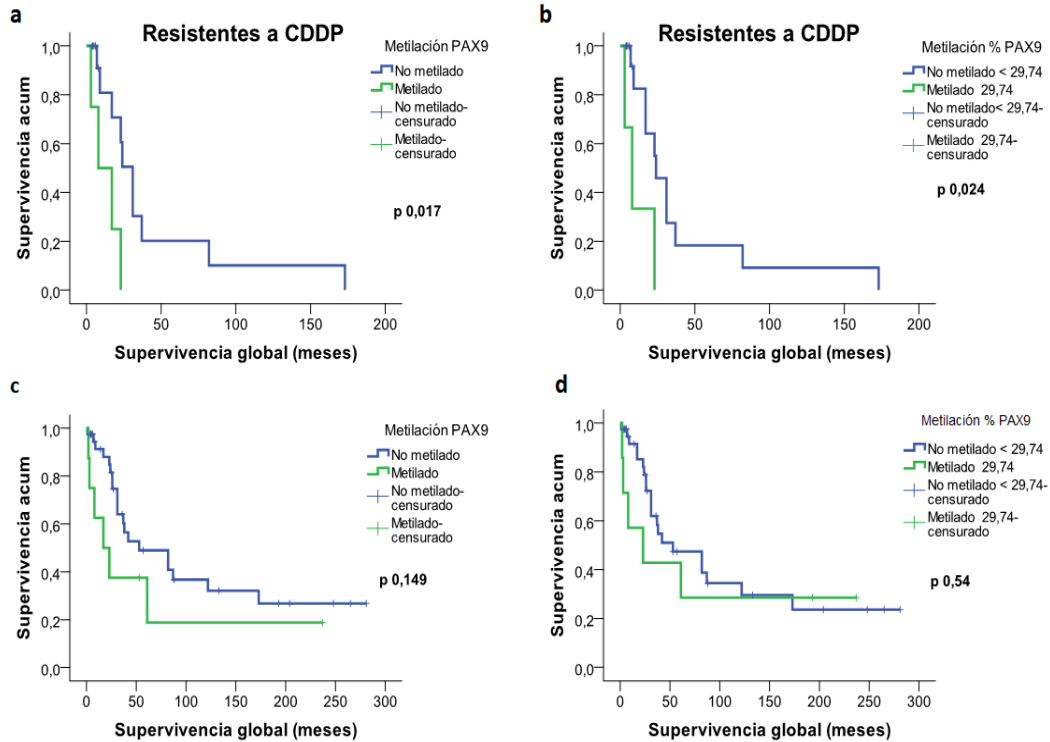 a
Resistentes a CDDP
Metilación PAX9
No metilado
Metilado
No metilado-
censurado
Metilado-
censurado
p 0,017
Supervivencia acum
1,0
0,8
0,6
0,4
0,2
0,0
0
50
100
150
200
Supervivencia global (meses)
b
Resistentes a CDDP
Metilación % PAX9
No metilado < 29,74
Metilado 29,74
No metilado< 29,74-
censurado
Metilado 29,74-
censurado
p 0,024
Supervivencia acum
1,0
0,8
0,6
0,4
0,2
0,0
0
50
100
150
200
Supervivencia global (meses)
c
Metilación PAX9
No metilado
Metilado
No metilado-
censurado
Metilado-
censurado
p 0,149
Supervivencia acum
1,0
0,8
0,6
0,4
0,2
0,0
0
50
100
150
200
250
300
Supervivencia global (meses)
d
Metilación % PAX9
No metilado < 29,74
Metilado 29,74
No metilado < 29,74-
censurado
Metilado 29,74-
censurado
p 0,54
Supervivencia acum
1,0
0,8
0,6
0,4
0,2
0,0
0
50
100
150
200
250
300
Supervivencia global (meses)